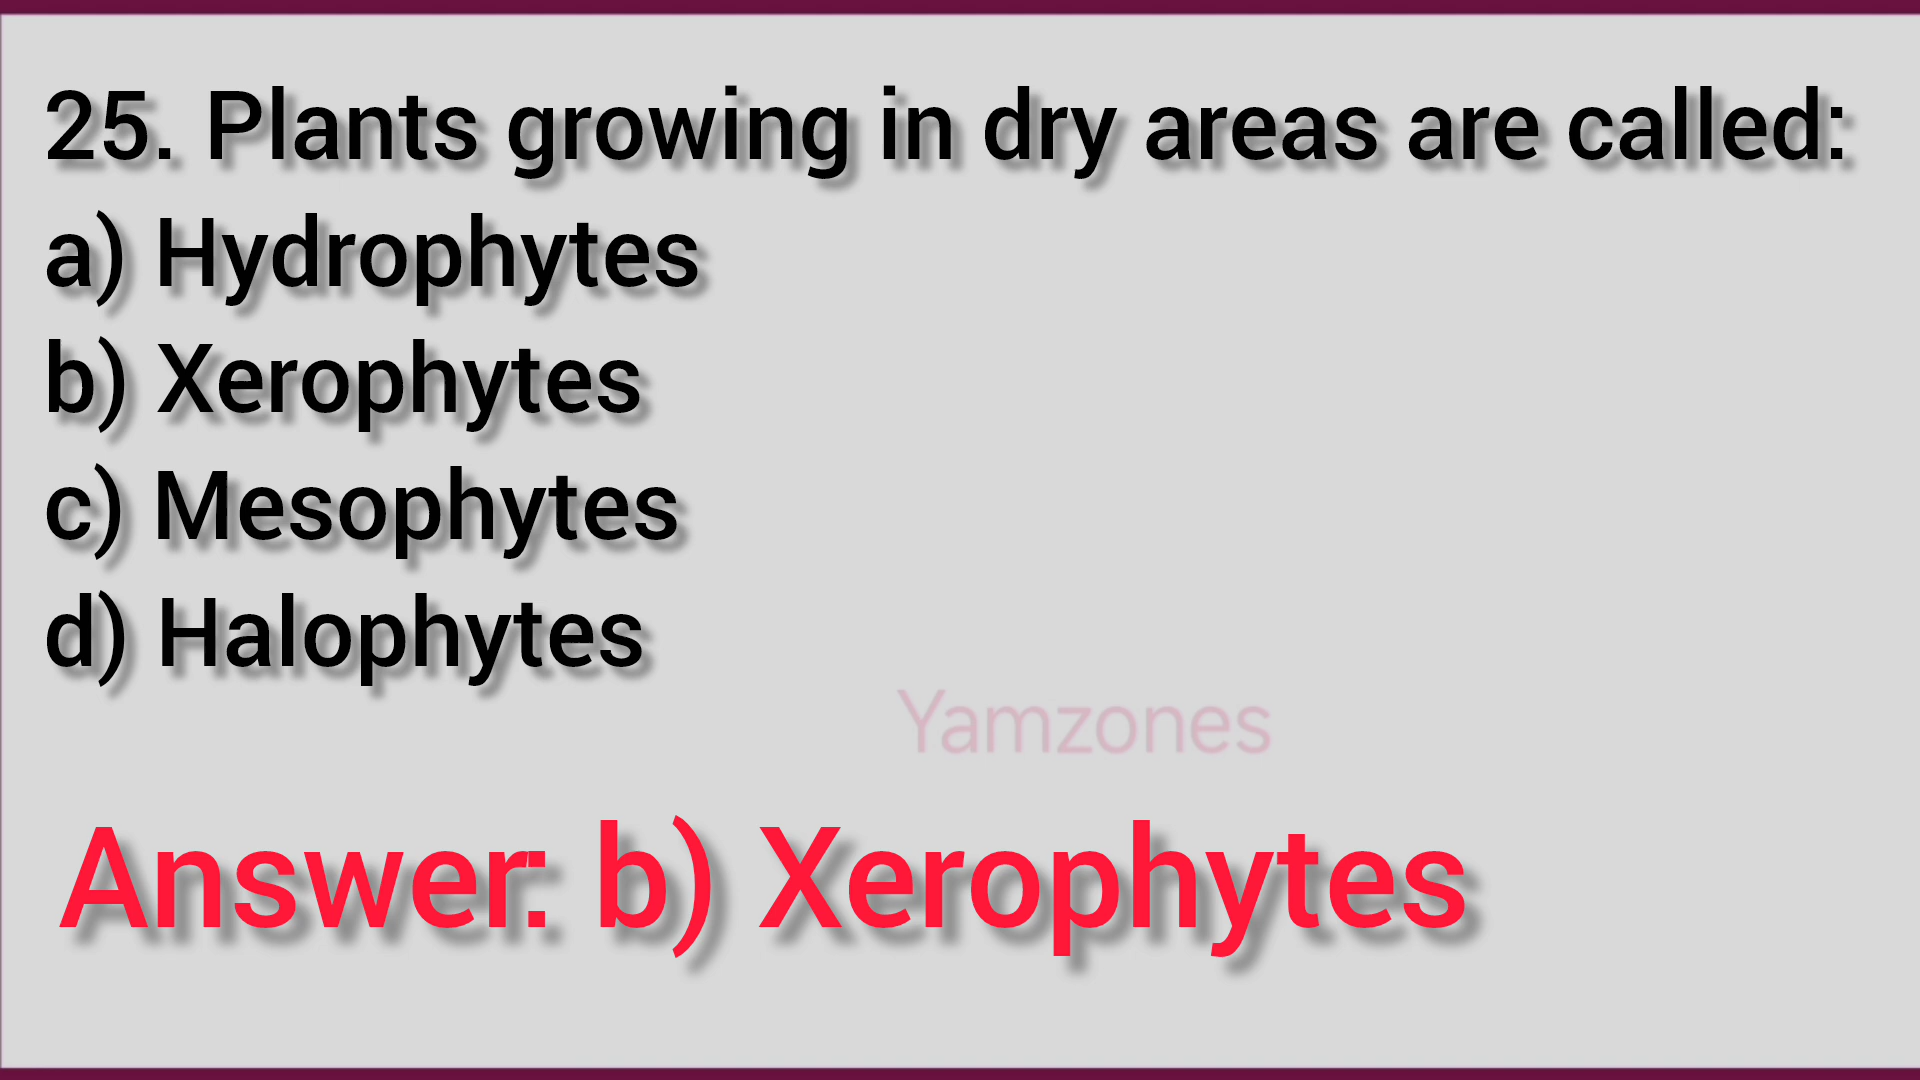 25. Plants growing in dry areas are called:
a) Hydrophytes
b) Xerophytes
c) Mesophytes
d) Halophytes
Yamzones
Answer: b) Xerophytes